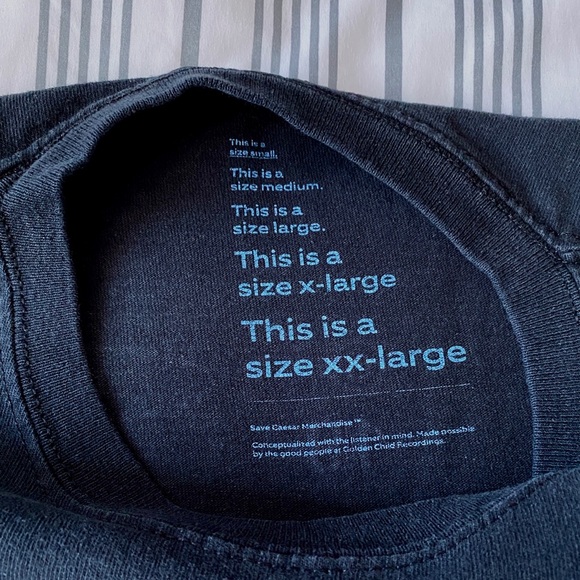 This is a
size small.
This is a
size medium.
This is a
size large.
This is a
size x-large
This is a
size xx-large
Save Caesar Merchandise™
Conceptualized with the listener in mind. Made possible
by the good people at Golden Child Recordings.